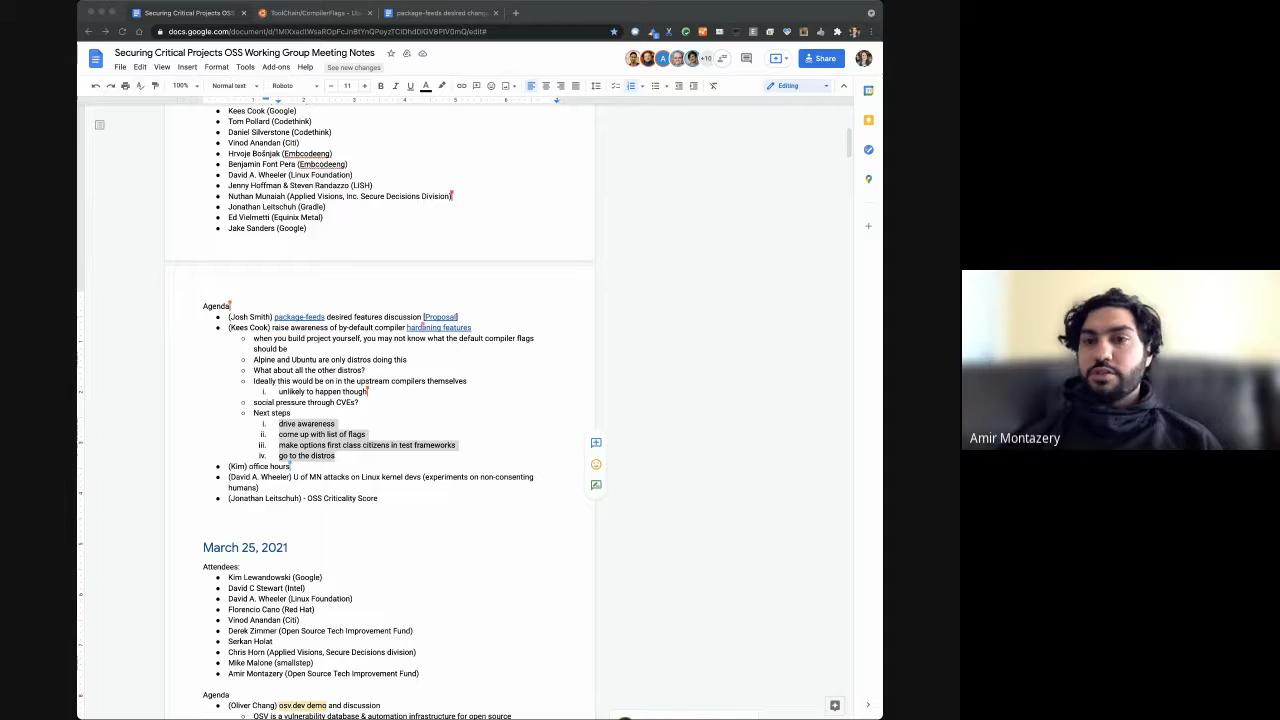 Securing Critical Projects OSS
ToolChain/CompilerFlags - Ub
package-feeds desired chang
docs.google.com
Securing Critical Projects OSS Working Group Meeting Notes
+10
Share
File Edit View Insert Format Tools Add-ons Help See new changes
100% Normal text Roboto 11 Editing
Kees Cook (Google)
Tom Pollard (Codethink)
Daniel Silverstone (Codethink)
Vinod Anandan (Citi)
Hrvoje Bošnjak (Embcodeeng)
Benjamin Font Pera (Embcodeeng)
David A. Wheeler (Linux Foundation)
Jenny Hoffman & Steven Randazzo (LISH)
Nuthan Munaiah (Applied Visions, Inc. Secure Decisions Division)
Jonathan Leitschuh (Gradle)
Ed Vielmetti (Equinix Metal)
Jake Sanders (Google)
Agenda
(Josh Smith) package-feeds desired features discussion [Proposal]
(Kees Cook) raise awareness of by-default compiler hardening features
when you build project yourself, you may not know what the default compiler flags
should be
Alpine and Ubuntu are only distros doing this
What about all the other distros?
Ideally this would be on in the upstream compilers themselves
i. unlikely to happen though
social pressure through CVEs?
Next steps
i. drive awareness
ii. come up with list of flags
iii. make options first class citizens in test frameworks
iv. go to the distros
(Kim) office hours
(David A. Wheeler) U of MN attacks on Linux kernel devs (experiments on non-consenting
humans)
(Jonathan Leitschuh) - OSS Criticality Score
March 25, 2021
Attendees:
Kim Lewandowski (Google)
David C Stewart (Intel)
David A. Wheeler (Linux Foundation)
Florencio Cano (Red Hat)
Vinod Anandan (Citi)
Derek Zimmer (Open Source Tech Improvement Fund)
Serkan Holat
Chris Horn (Applied Visions, Secure Decisions division)
Mike Malone (smallstep)
Amir Montazery (Open Source Tech Improvement Fund)
Agenda
(Oliver Chang) osv.dev demo and discussion
OSV is a vulnerability database & automation infrastructure for open source
Amir Montazery